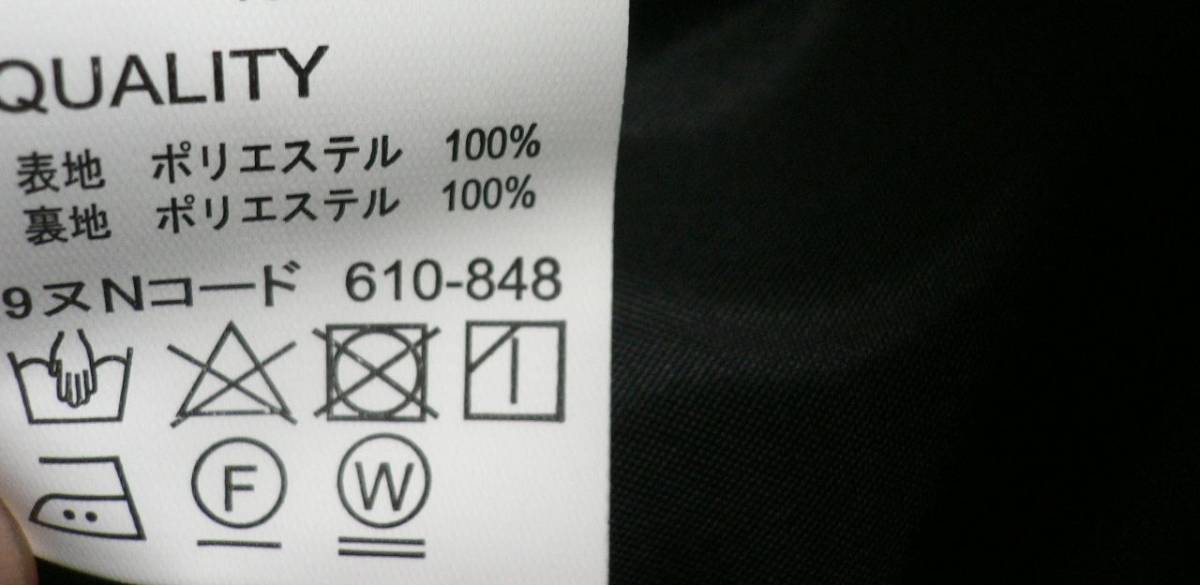 QUALITY
表地 ポリエステル 100%
裏地 ポリエステル 100%
9ヌNコード 610-848
F W